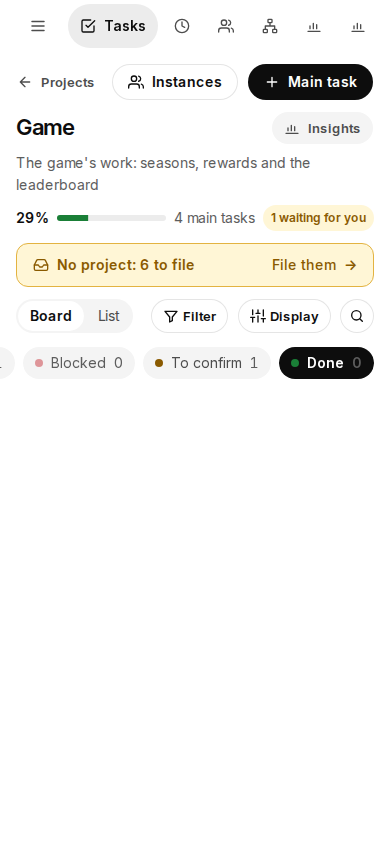 Tasks
Projects
Instances
Main task
Game
Insights
The game's work: seasons, rewards and the
leaderboard
29%
4 main tasks
1 waiting for you
No project: 6 to file
File them
Board
List
Filter
Display
Blocked 0
To confirm 1
Done 0